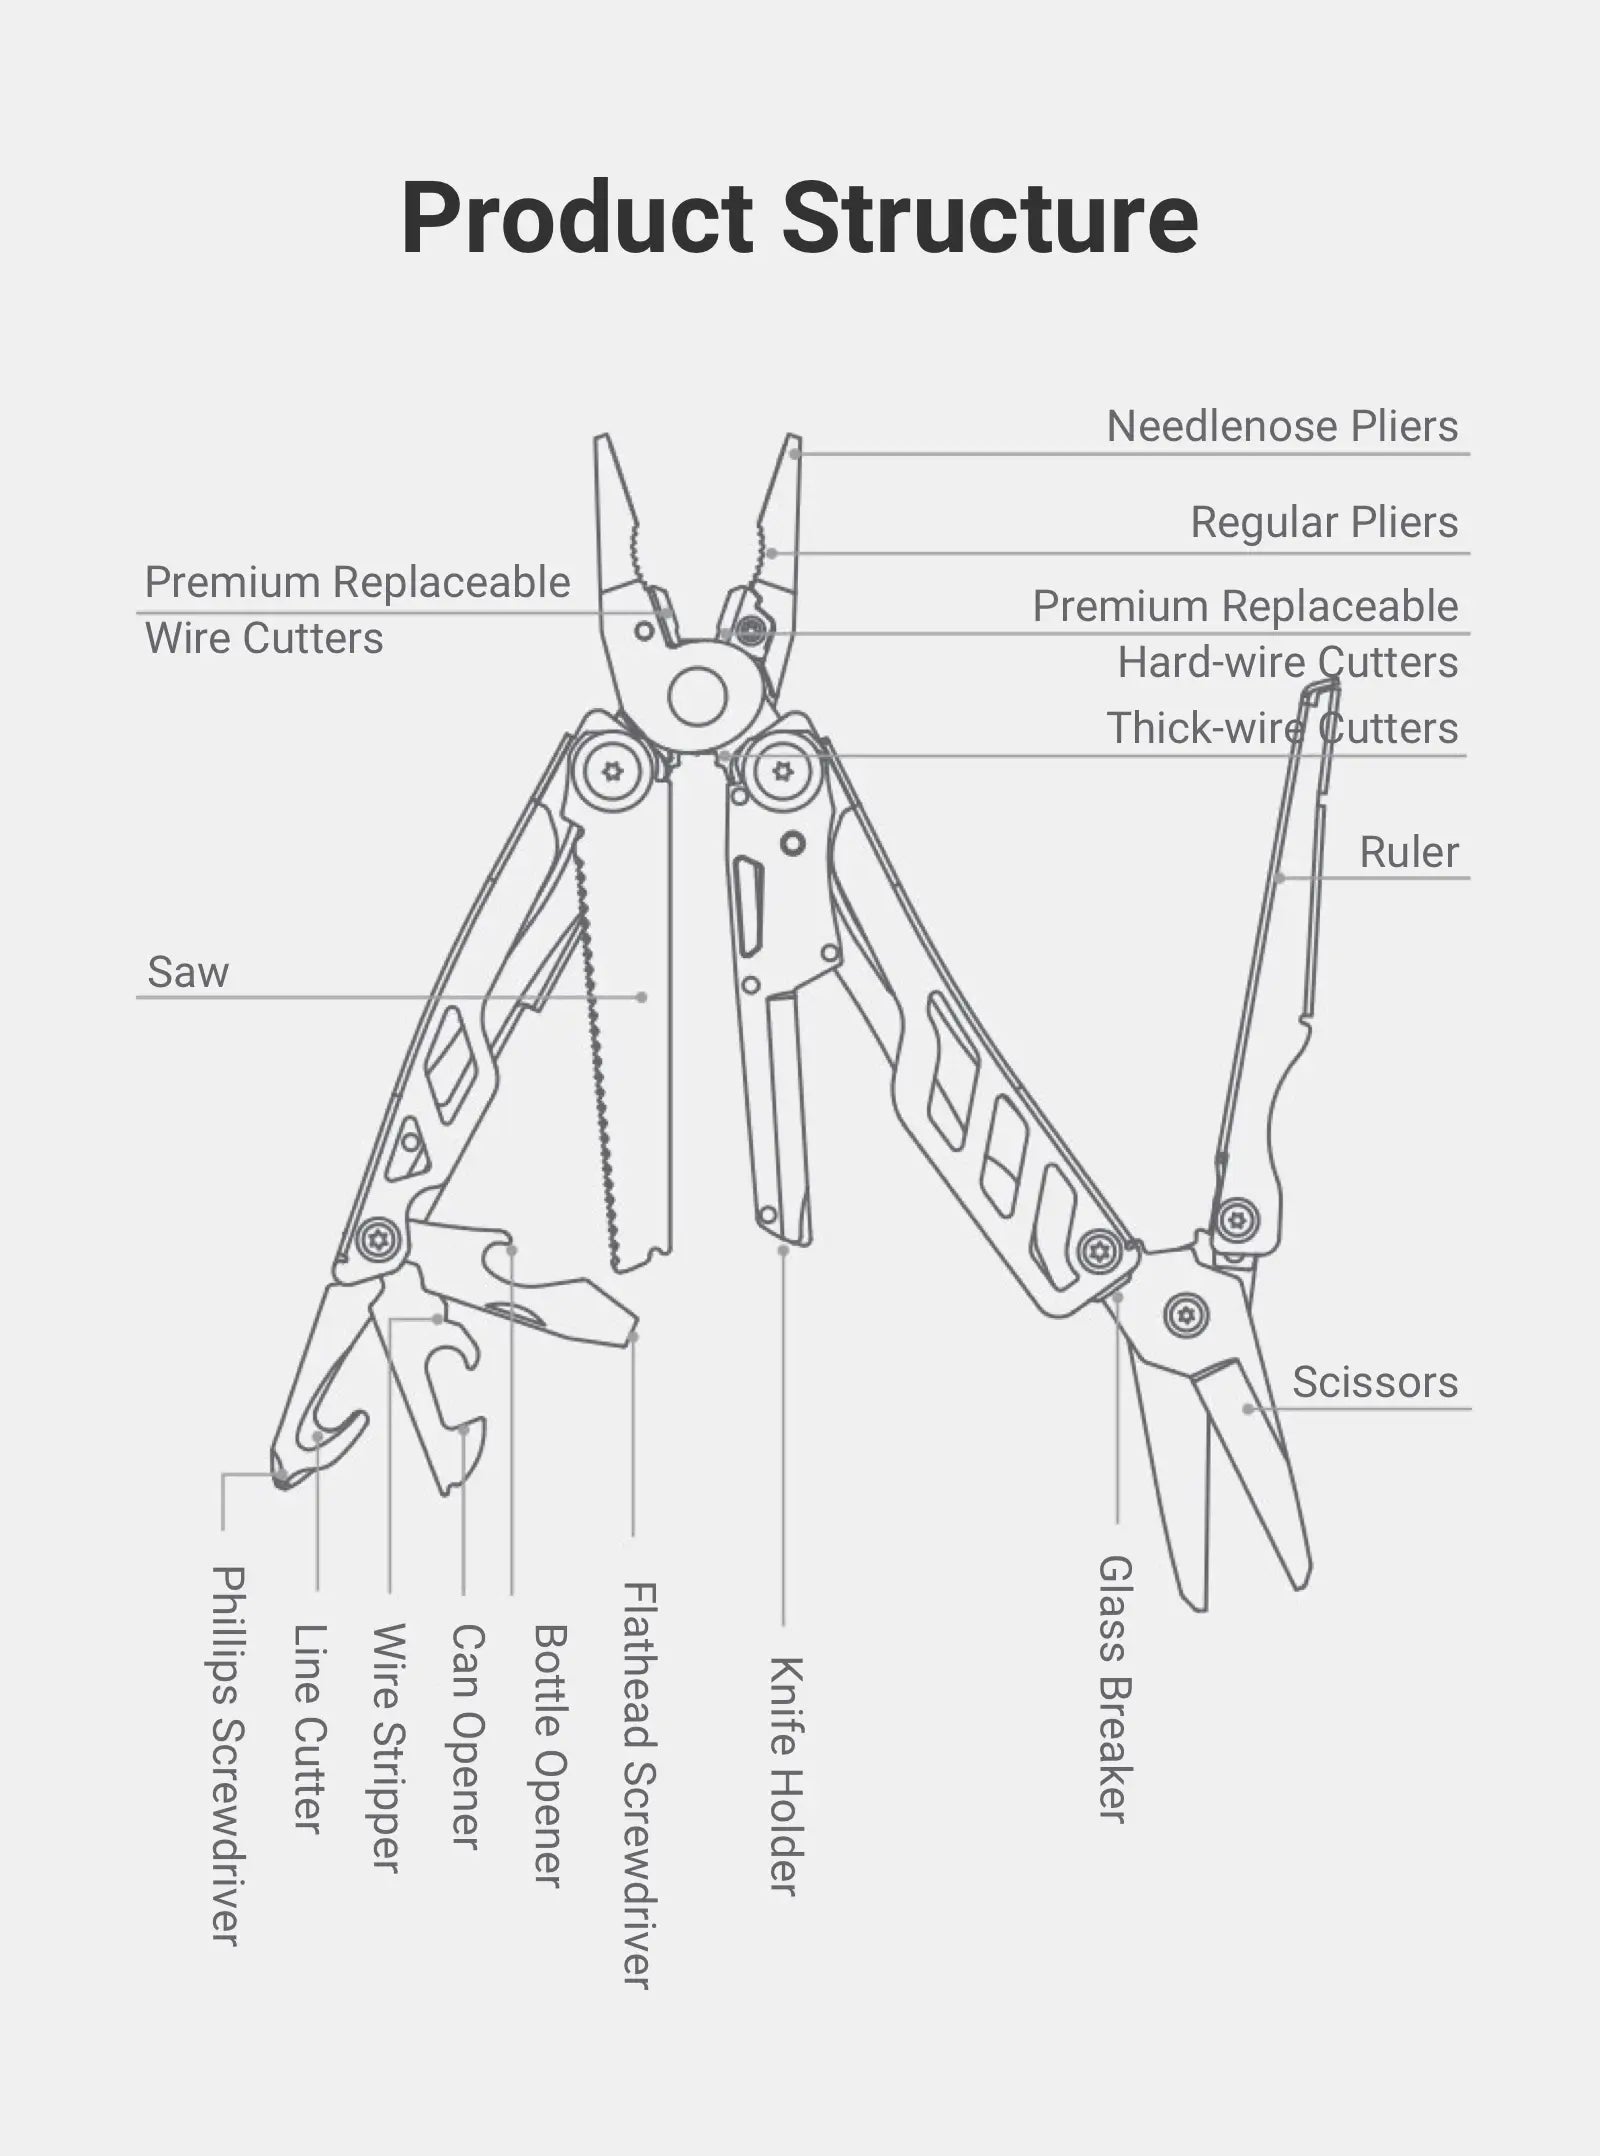 Product Structure
Needlenose Pliers
Regular Pliers
Premium Replaceable
Wire Cutters
Premium Replaceable
Hard-wire Cutters
Thick-wire Cutters
Ruler
Saw
Scissors
Phillips Screwdriver
Line Cutter
Wire Stripper
Can Opener
Bottle Opener
Flathead Screwdriver
Knife Holder
Glass Breaker